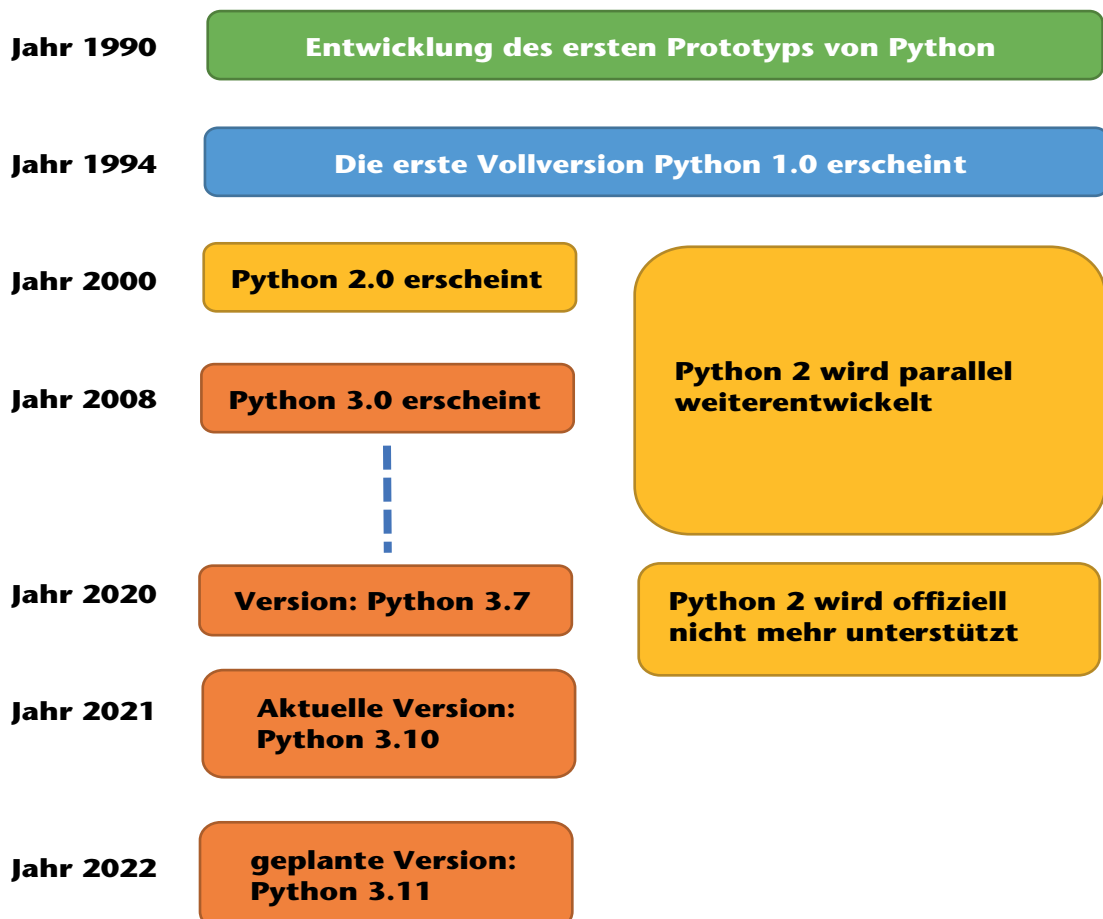 Jahr 1990
Entwicklung des ersten Prototyps von Python
Jahr 1994
Die erste Vollversion Python 1.0 erscheint
Jahr 2000
Python 2.0 erscheint
Python 2 wird parallel
weiterentwickelt
Jahr 2008
Python 3.0 erscheint
Jahr 2020
Version: Python 3.7
Python 2 wird offiziell
nicht mehr unterstützt
Jahr 2021
Aktuelle Version:
Python 3.10
Jahr 2022
geplante Version:
Python 3.11